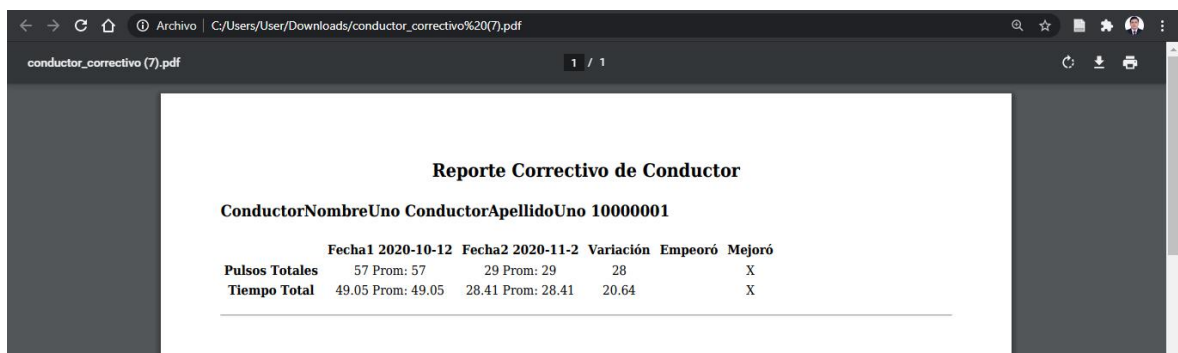 Archivo | C:/Users/User/Downloads/conductor_correctivo%20(7).pdf
conductor_correctivo (7).pdf
1 / 1
Reporte Correctivo de Conductor
ConductorNombreUno ConductorApellidoUno 10000001
Fecha1 2020-10-12 Fecha2 2020-11-2 Variación Empeoró Mejoró
Pulsos Totales 57 Prom: 57 29 Prom: 29 28 X
Tiempo Total 49.05 Prom: 49.05 28.41 Prom: 28.41 20.64 X